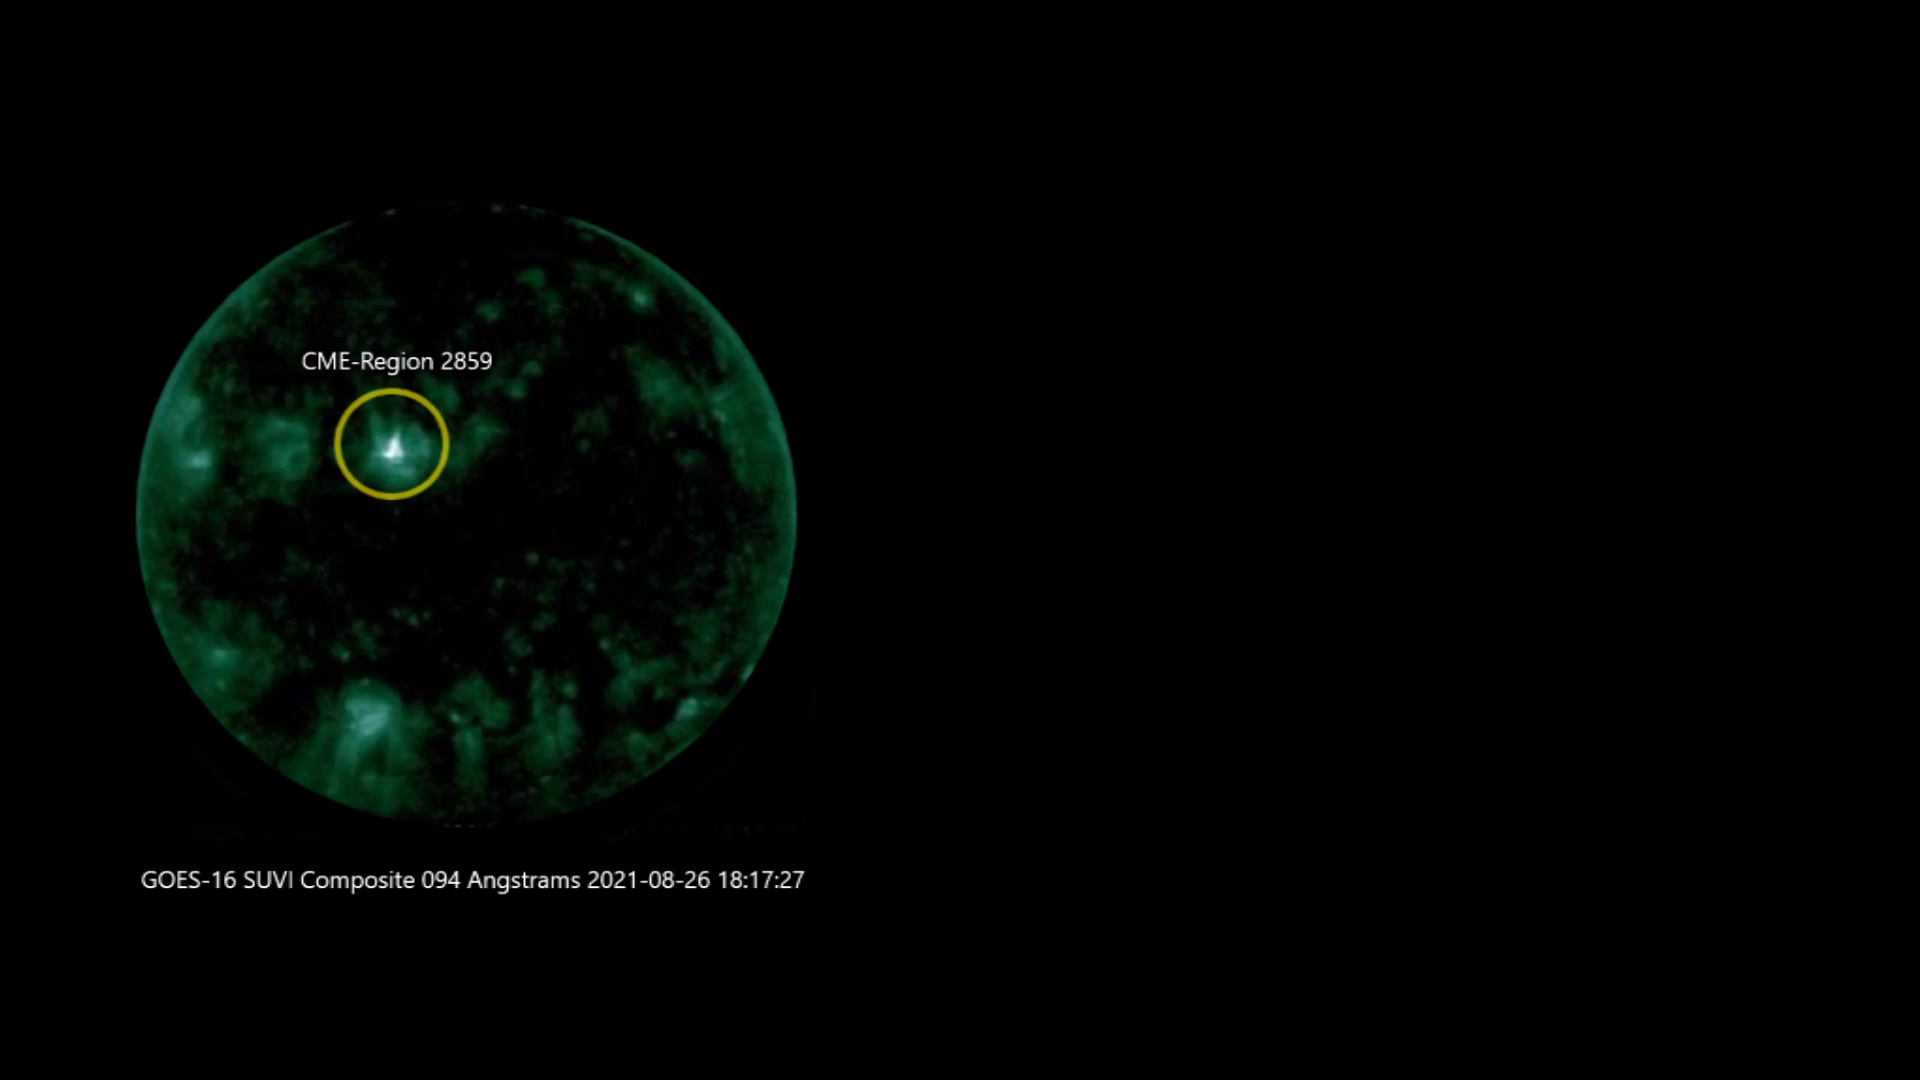 CME-Region 2859
GOES-16 SUVI Composite 094 Angstrams 2021-08-26 18:17:27